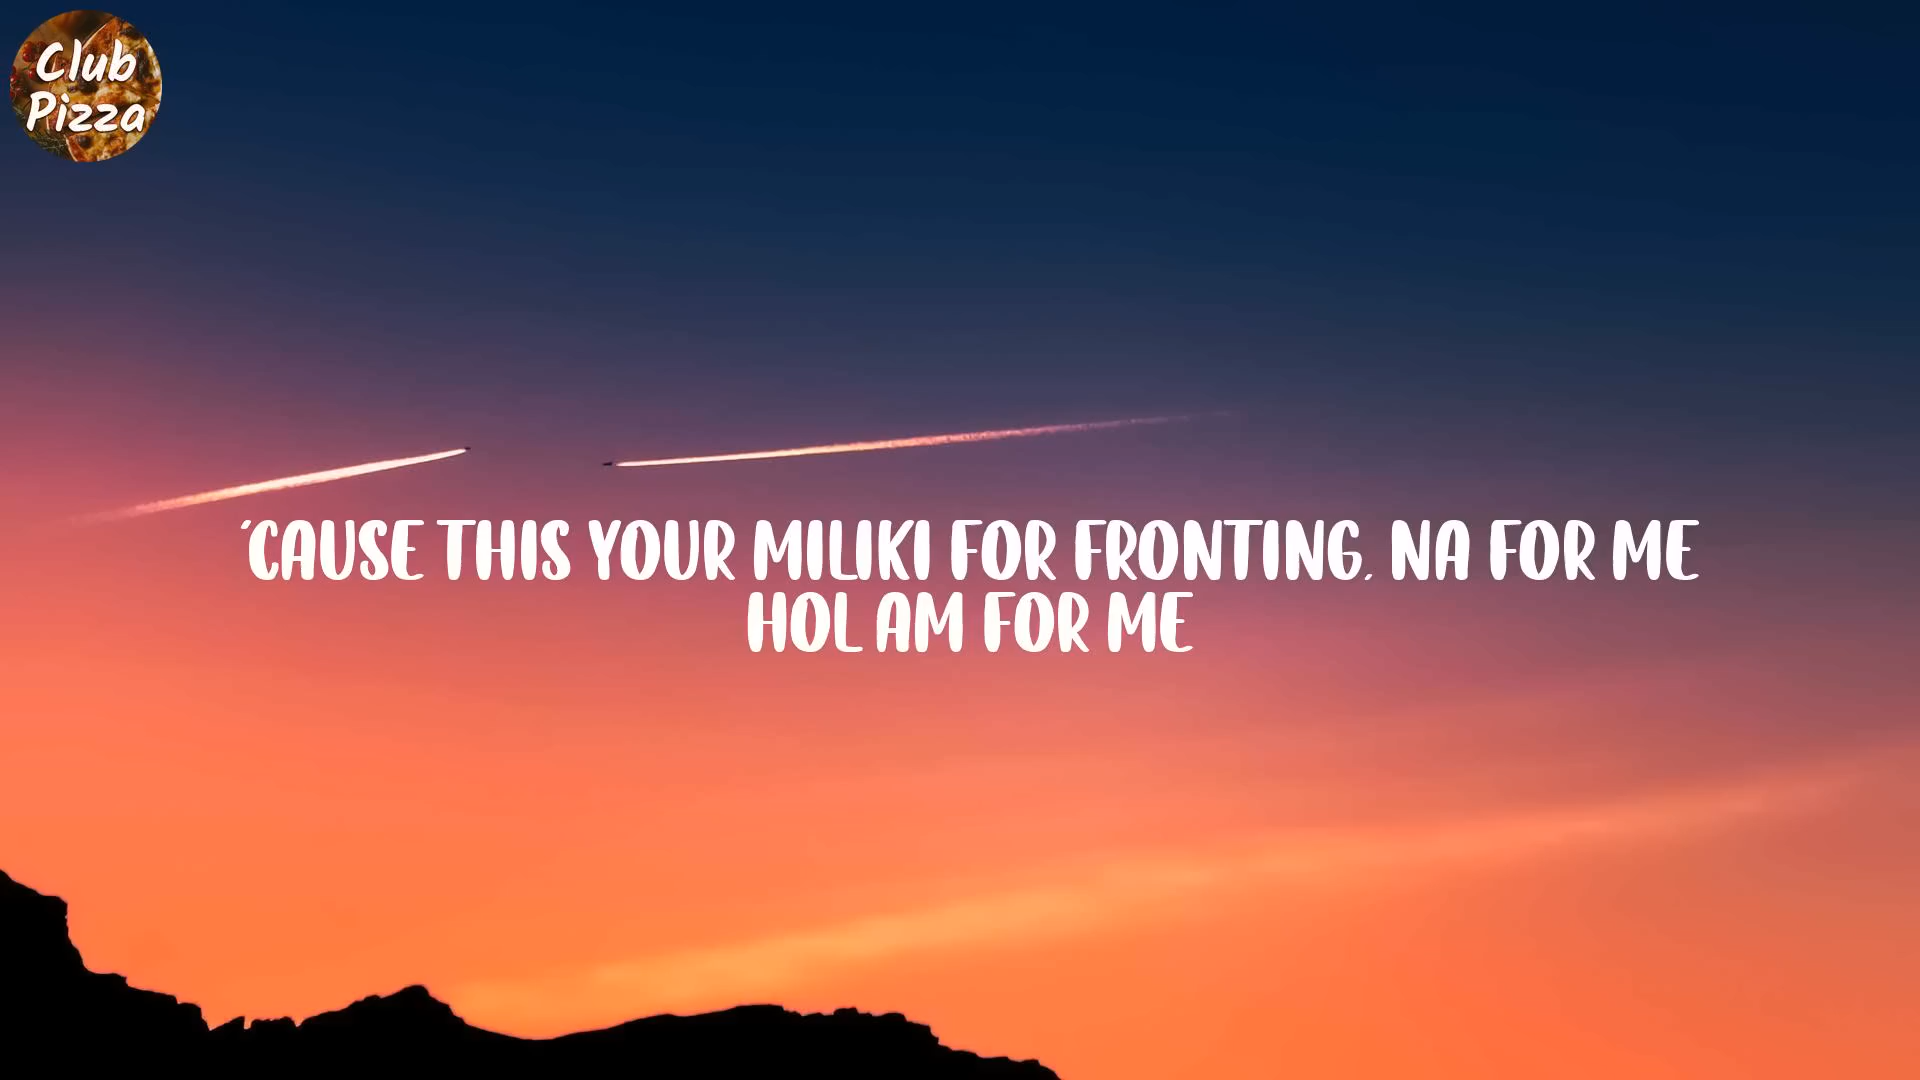 Club
Pizza
'CAUSE THIS YOUR MILIKI FOR FRONTING, NA FOR ME
HOL AM FOR ME